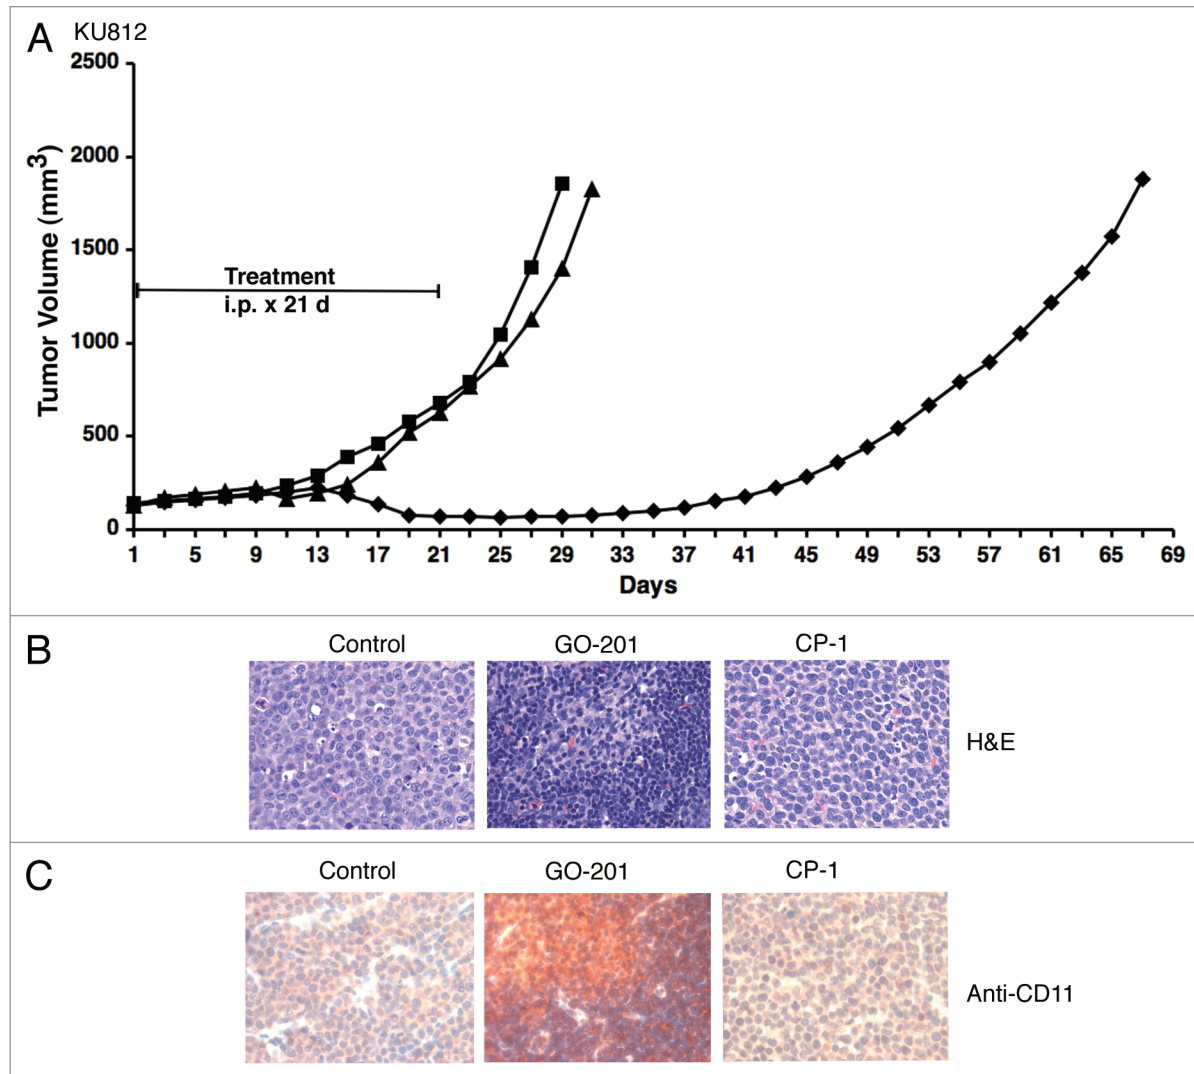 A KU812
2500
2000
1500
1000
500
0
Tumor Volume (mm3)
Treatment
i.p. x 21 d
1 5 9 13 17 21 25 29 33 37 41 45 49 53 57 61 65 69
Days
B
Control GO-201 CP-1
H&E
C
Control GO-201 CP-1
Anti-CD11